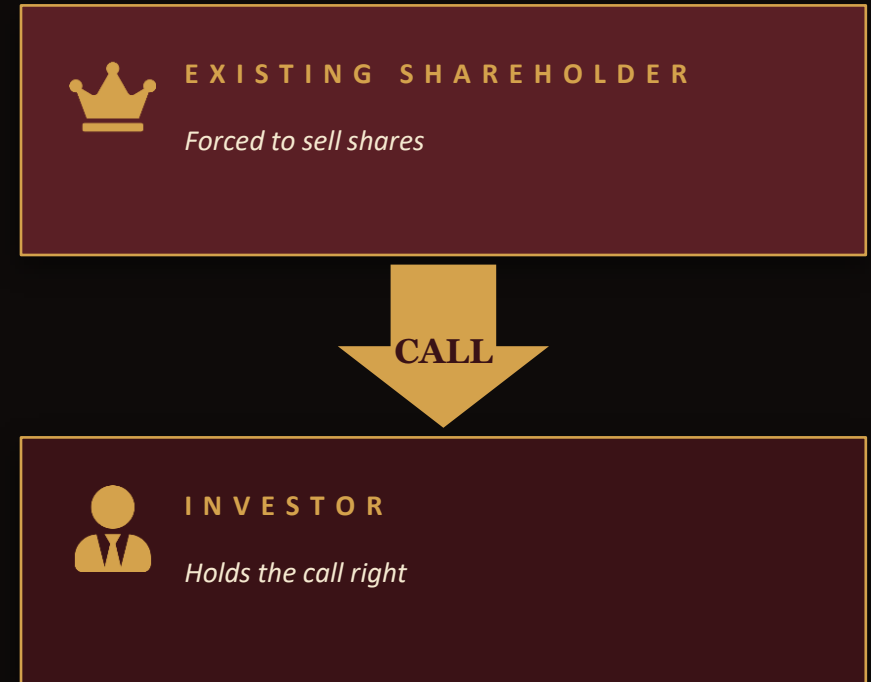 EXISTING SHAREHOLDER
Forced to sell shares
CALL
INVESTOR
Holds the call right